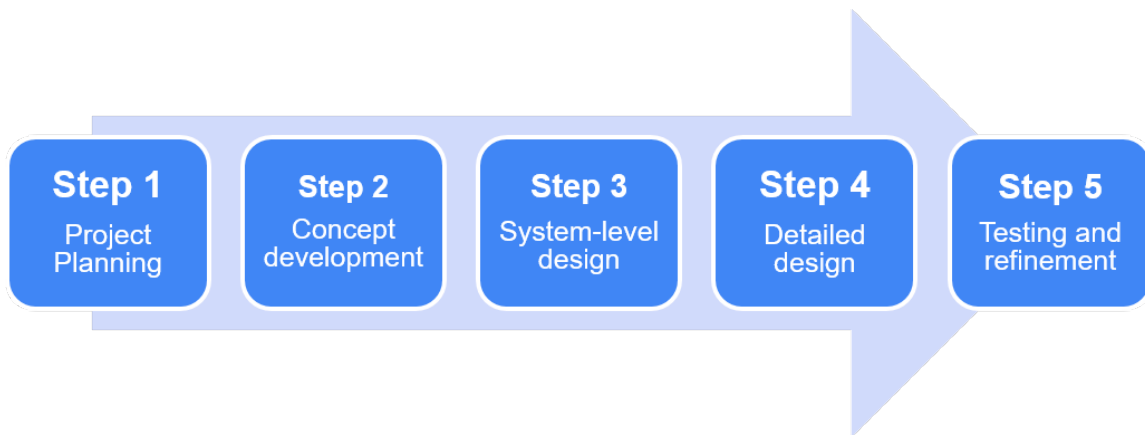 Step 1
Project
Planning
Step 2
Concept
development
Step 3
System-level
design
Step 4
Detailed
design
Step 5
Testing and
refinement